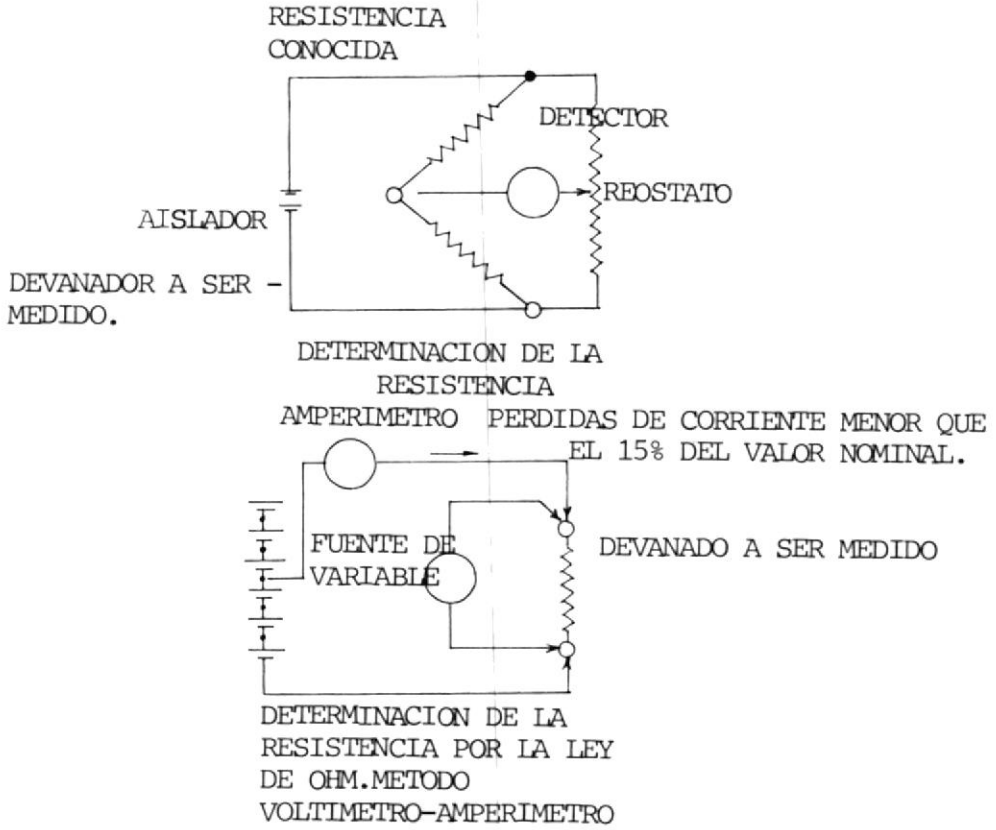 RESISTENCIA
CONOCIDA
DETECTOR
REOSTATO
AISLADOR
DEVANADOR A SER -
MEDIDO.
DETERMINACION DE LA
RESISTENCIA
AMPERIMETRO PERDIDAS DE CORRIENTE MENOR QUE
EL 15% DEL VALOR NOMINAL.
FUENTE DE
VARIABLE
DEVANADO A SER MEDIDO
DETERMINACION DE LA
RESISTENCIA POR LA LEY
DE OHM.METODO
VOLTIMETRO-AMPERIMETRO